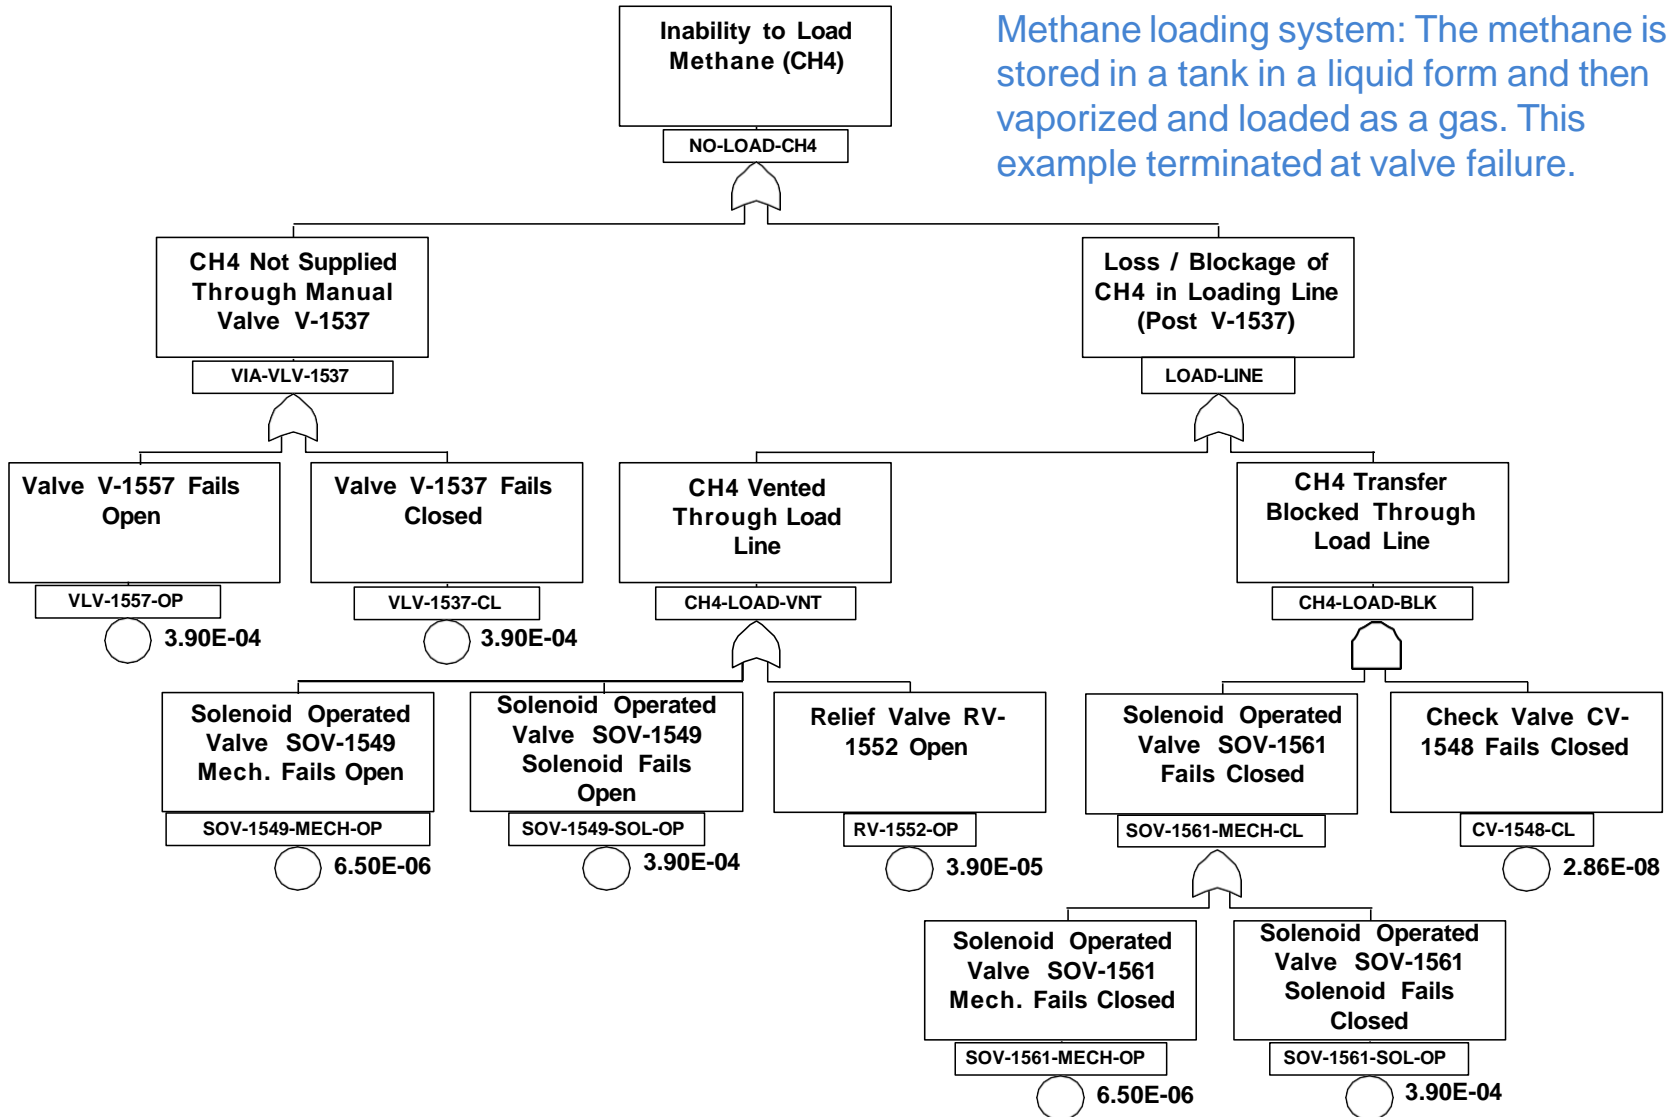 Inability to Load
Methane (CH4)
NO-LOAD-CH4
Methane loading system: The methane is
stored in a tank in a liquid form and then
vaporized and loaded as a gas. This
example terminated at valve failure.
CH4 Not Supplied
Through Manual
Valve V-1537
VIA-VLV-1537
Loss / Blockage of
CH4 in Loading Line
(Post V-1537)
LOAD-LINE
Valve V-1557 Fails
Open
VLV-1557-OP
3.90E-04
Valve V-1537 Fails
Closed
VLV-1537-CL
3.90E-04
CH4 Vented
Through Load
Line
CH4-LOAD-VNT
CH4 Transfer
Blocked Through
Load Line
CH4-LOAD-BLK
Solenoid Operated
Valve SOV-1549
Mech. Fails Open
SOV-1549-MECH-OP
6.50E-06
Solenoid Operated
Valve SOV-1549
Solenoid Fails
Open
SOV-1549-SOL-OP
3.90E-04
Relief Valve RV-
1552 Open
RV-1552-OP
3.90E-05
Solenoid Operated
Valve SOV-1561
Fails Closed
SOV-1561-MECH-CL
Check Valve CV-
1548 Fails Closed
CV-1548-CL
2.86E-08
Solenoid Operated
Valve SOV-1561
Mech. Fails Closed
SOV-1561-MECH-OP
6.50E-06
Solenoid Operated
Valve SOV-1561
Solenoid Fails
Closed
SOV-1561-SOL-OP
3.90E-04